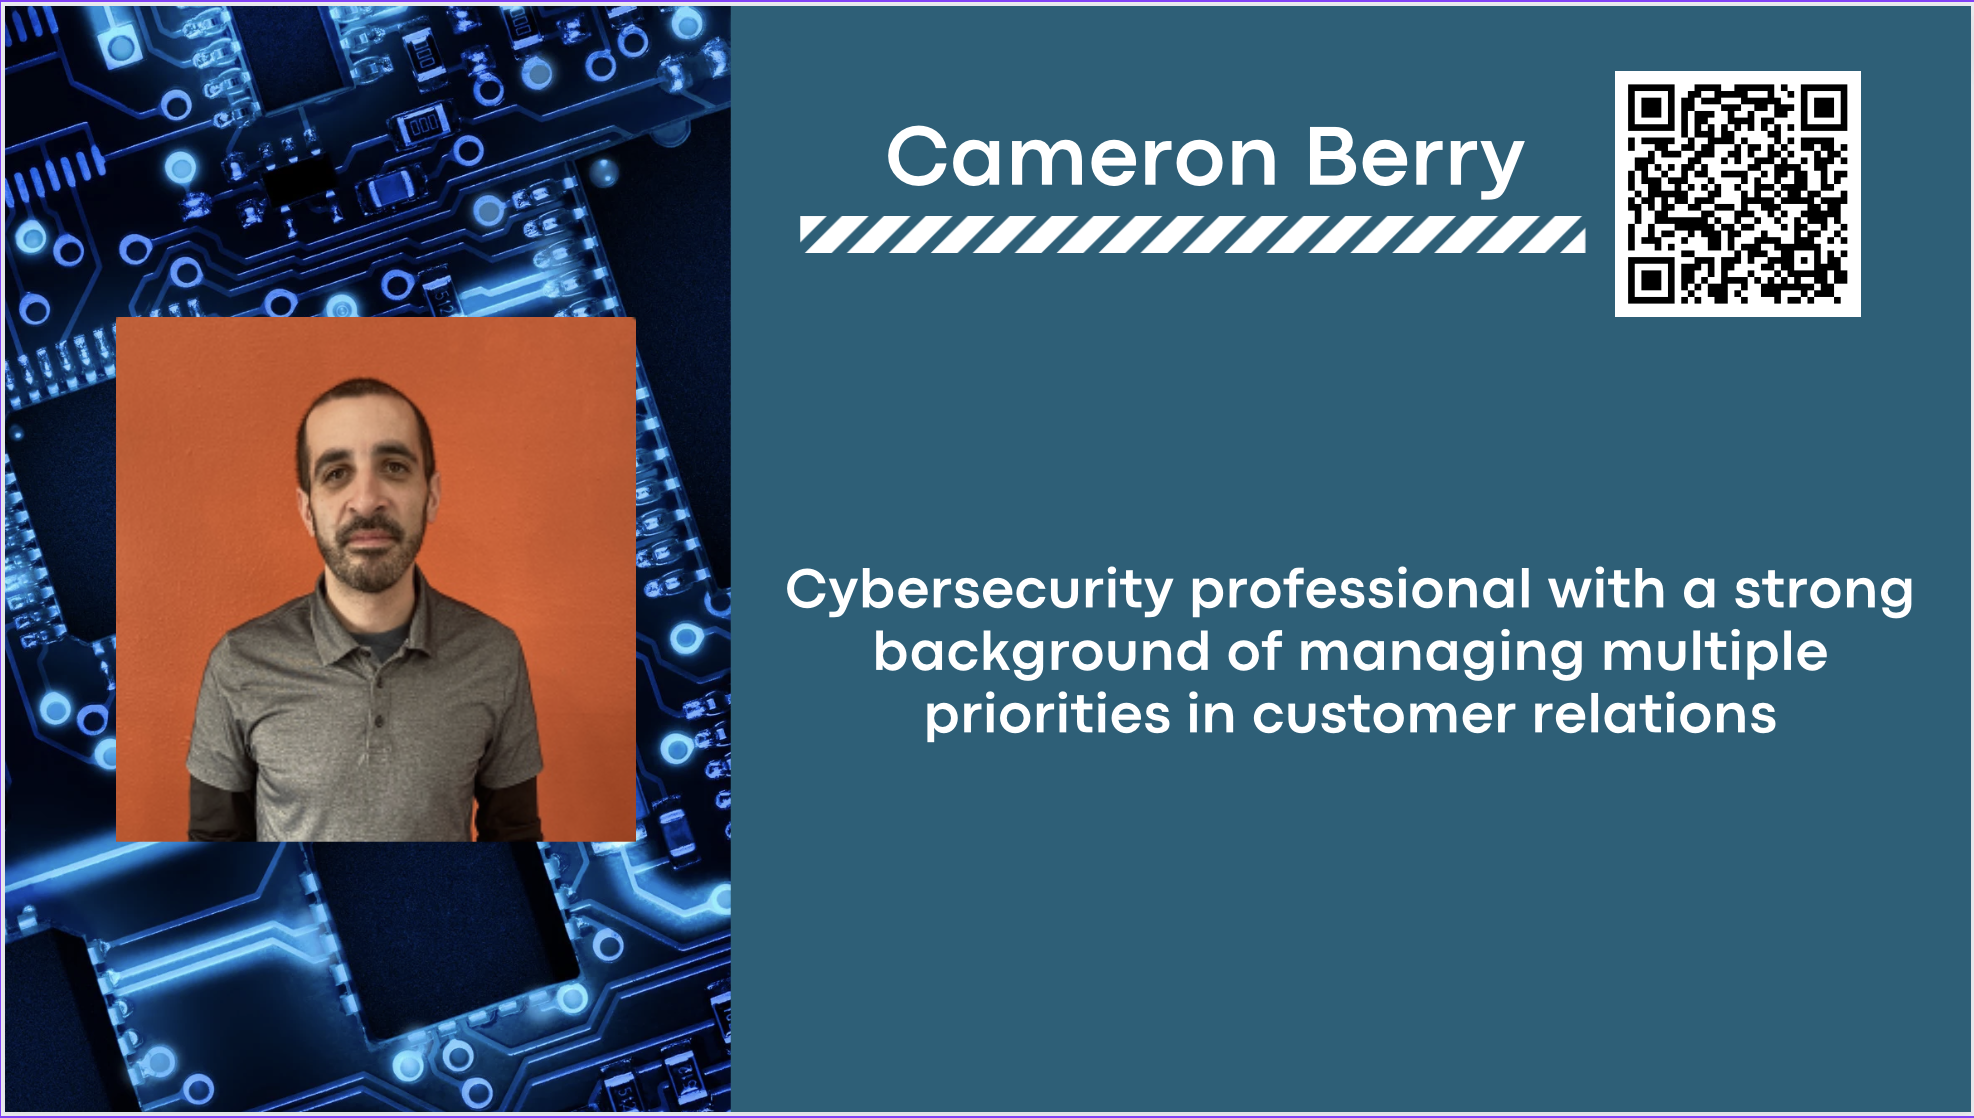 Cameron Berry
Cybersecurity professional with a strong
background of managing multiple
priorities in customer relations